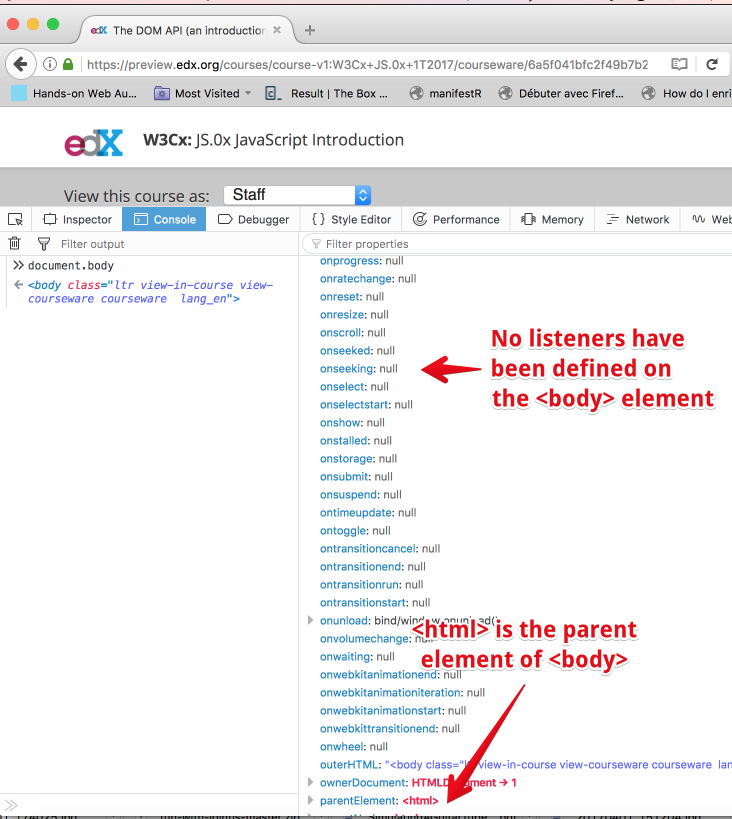 edX The DOM API (an introduction ×
https://preview.edx.org/courses/course-v1:W3Cx+JS.0x+1T2017/courseware/6a5f041bfc2f49b7b2
Hands-on Web Au... Most Visited Result | The Box ... manifestR Débuter avec Firef... How do I enri
edX W3Cx: JS.0x JavaScript Introduction
View this course as: Staff
Inspector Console Debugger Style Editor Performance Memory Network Web
Filter output
Filter properties
document.body
<body class="ltr view-in-course view-
courseware courseware lang_en">
onprogress: null
onratechange: null
onreset: null
onresize: null
onscroll: null
onseeked: null
onseeking: null
onselect: null
onselectstart: null
onshow: null
onstalled: null
onstorage: null
onsubmit: null
onsuspend: null
ontimeupdate: null
ontoggle: null
ontransitioncancel: null
ontransitionend: null
ontransitionrun: null
ontransitionstart: null
onunload: bind/window.onunload()
onvolumechange: null
onwaiting: null
onwebkitanimationend: null
onwebkitanimationiteration: null
onwebkitanimationstart: null
onwebkittransitionend: null
onwheel: null
outerHTML: "<body class="ltr view-in-course view-courseware courseware lan
ownerDocument: HTMLDocument → 1
parentElement: <html>
No listeners have
been defined on
the <body> element
<html> is the parent
element of <body>